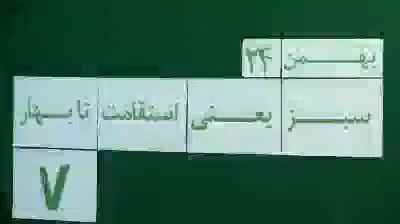 بهمن ۲۴
سبز یعنی استقامت تا بهار
۷